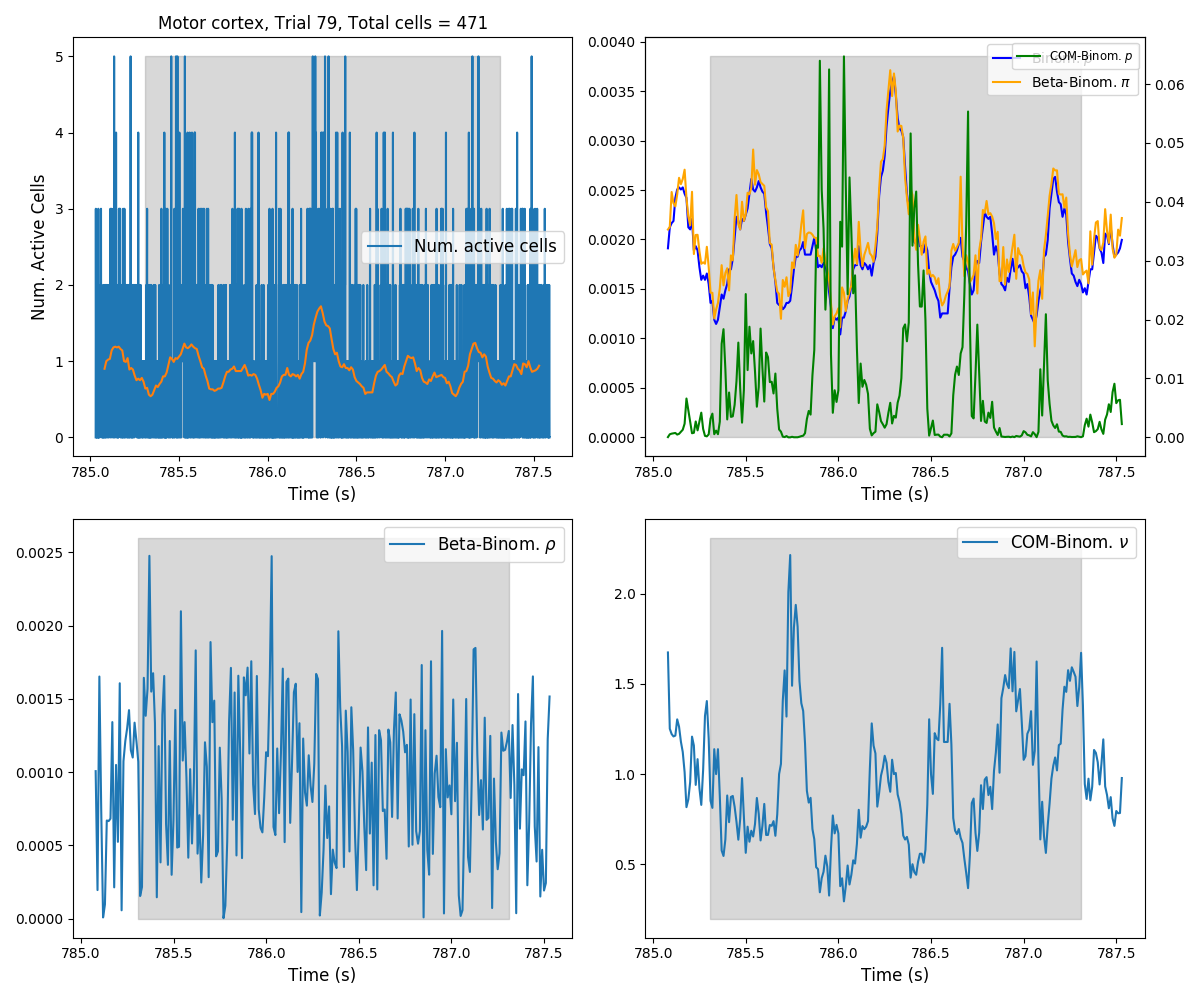 Motor cortex, Trial 79, Total cells = 471
5
4
3
2
1
0
Num. Active Cells
Num. active cells
785.0 785.5 786.0 786.5 787.0 787.5
Time (s)
0.0040
0.0035
0.0030
0.0025
0.0020
0.0015
0.0010
0.0005
0.0000
COM-Binom. p
Beta-Binom. π
0.06
0.05
0.04
0.03
0.02
0.01
0.00
785.0 785.5 786.0 786.5 787.0 787.5
Time (s)
0.0025
0.0020
0.0015
0.0010
0.0005
0.0000
Beta-Binom. ρ
785.0 785.5 786.0 786.5 787.0 787.5
Time (s)
2.0
1.5
1.0
0.5
COM-Binom. ν
785.0 785.5 786.0 786.5 787.0 787.5
Time (s)